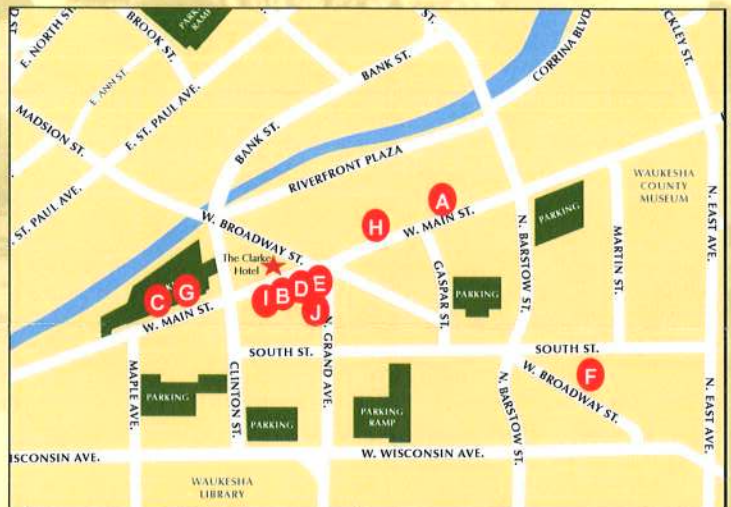 PARKING
RAMP
E. NORTH ST.
BROOK ST.
E. ANN ST.
E. ST. PAUL AVE.
MADSION ST.
ST. PAUL AVE.
BANK ST.
BANK ST.
ST.
CORRINA BLVD
CKLEY ST.
RIVERFRONT PLAZA
W. BROADWAY ST.
H
A
W. MAIN ST.
WAUKESHA
COUNTY
MUSEUM
N. EAST AVE.
PARKING
N. BARSTOW ST.
MARTIN ST.
The Clarke
Hotel
C
G
I
B
D
E
J
W. MAIN ST.
GASPAR ST.
PARKING
SOUTH ST.
SOUTH ST.
N. GRAND AVE.
MAPLE AVE.
CLINTON ST.
PARKING
PARKING
PARKING
RAMP
N. BARSTOW ST.
F
W. BROADWAY ST.
N. EAST AVE.
ISCONSIN AVE.
W. WISCONSIN AVE.
WAUKESHA
LIBRARY